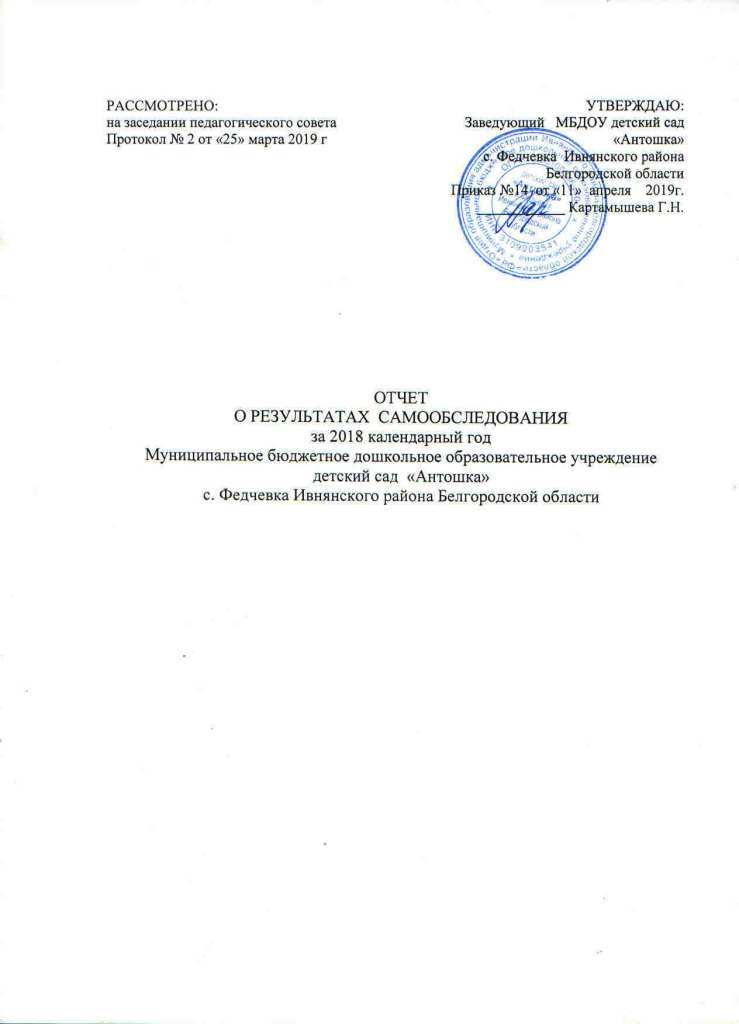 РАССМОТРЕНО:
на заседании педагогического совета
Протокол № 2 от «25» марта 2019 г
УТВЕРЖДАЮ:
Заведующий МБДОУ детский сад
«Антошка»
с. Федчевка Ивнянского района
Белгородской области
Приказ №14 от «11» апреля 2019г.
____________ Картамышева Г.Н.
3109003541
ОТЧЕТ
О РЕЗУЛЬТАТАХ САМООБСЛЕДОВАНИЯ
за 2018 календарный год
Муниципальное бюджетное дошкольное образовательное учреждение
детский сад «Антошка»
с. Федчевка Ивнянского района Белгородской области